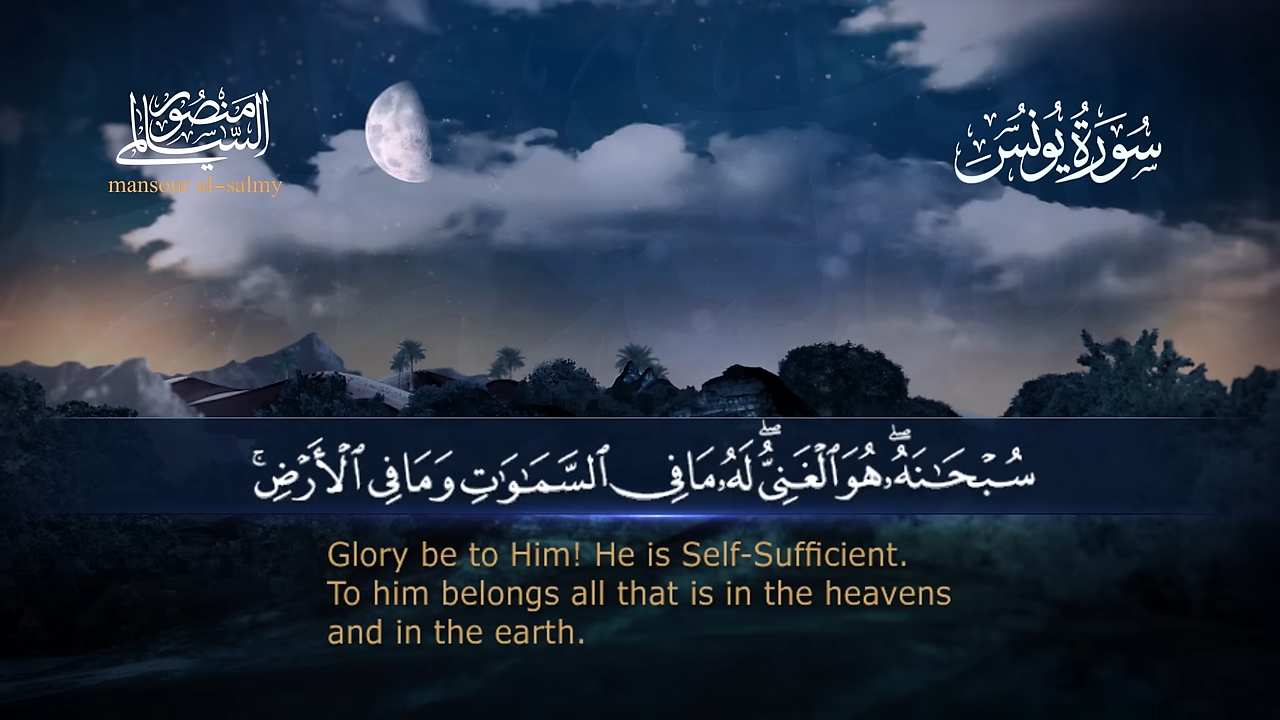 منصور السالمي
mansour al-salmy
سُورَةُ يُونُسَ
سُبْحَـٰنَهُۥۖ هُوَ ٱلْغَنِىُّۖ لَهُۥ مَا فِى ٱلسَّمَـٰوَٰتِ وَمَا فِى ٱلْأَرْضِۚ
Glory be to Him! He is Self-Sufficient.
To him belongs all that is in the heavens
and in the earth.